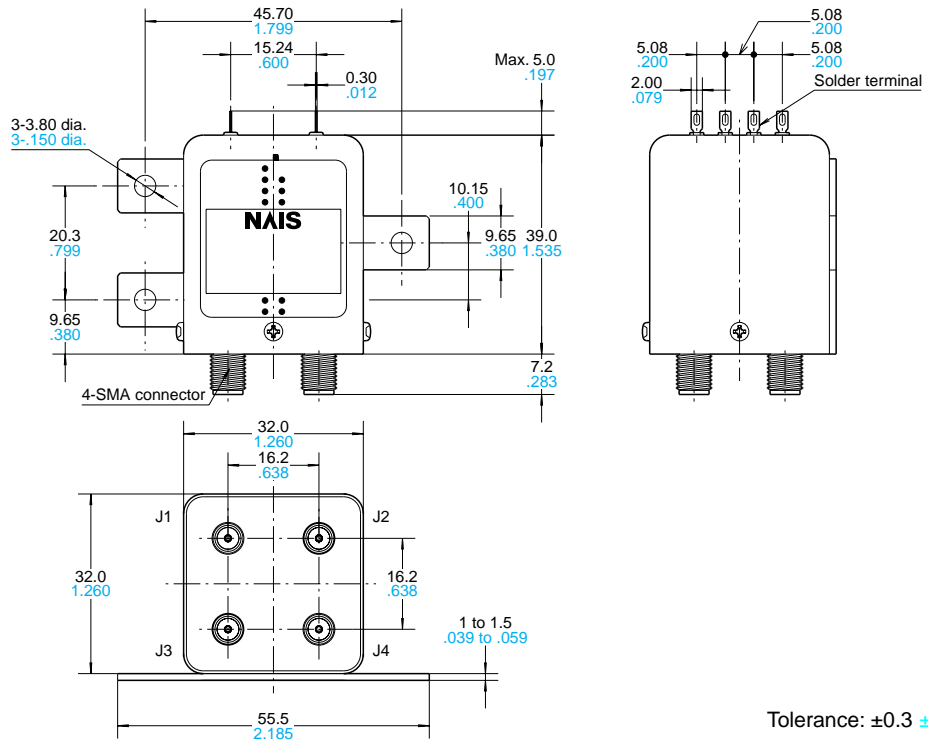 45.70
1.799
15.24
.600
0.30
.012
Max. 5.0
.197
3-3.80 dia.
3-.150 dia.
NAIS
20.3
.799
9.65
.380
10.15
.400
9.65
.380
39.0
1.535
7.2
.283
4-SMA connector
5.08
.200
5.08
.200
5.08
.200
2.00
.079
Solder terminal
32.0
1.260
16.2
.638
J1
J2
32.0
1.260
16.2
.638
J3
J4
1 to 1.5
.039 to .059
55.5
2.185
Tolerance: ±0.3 ±